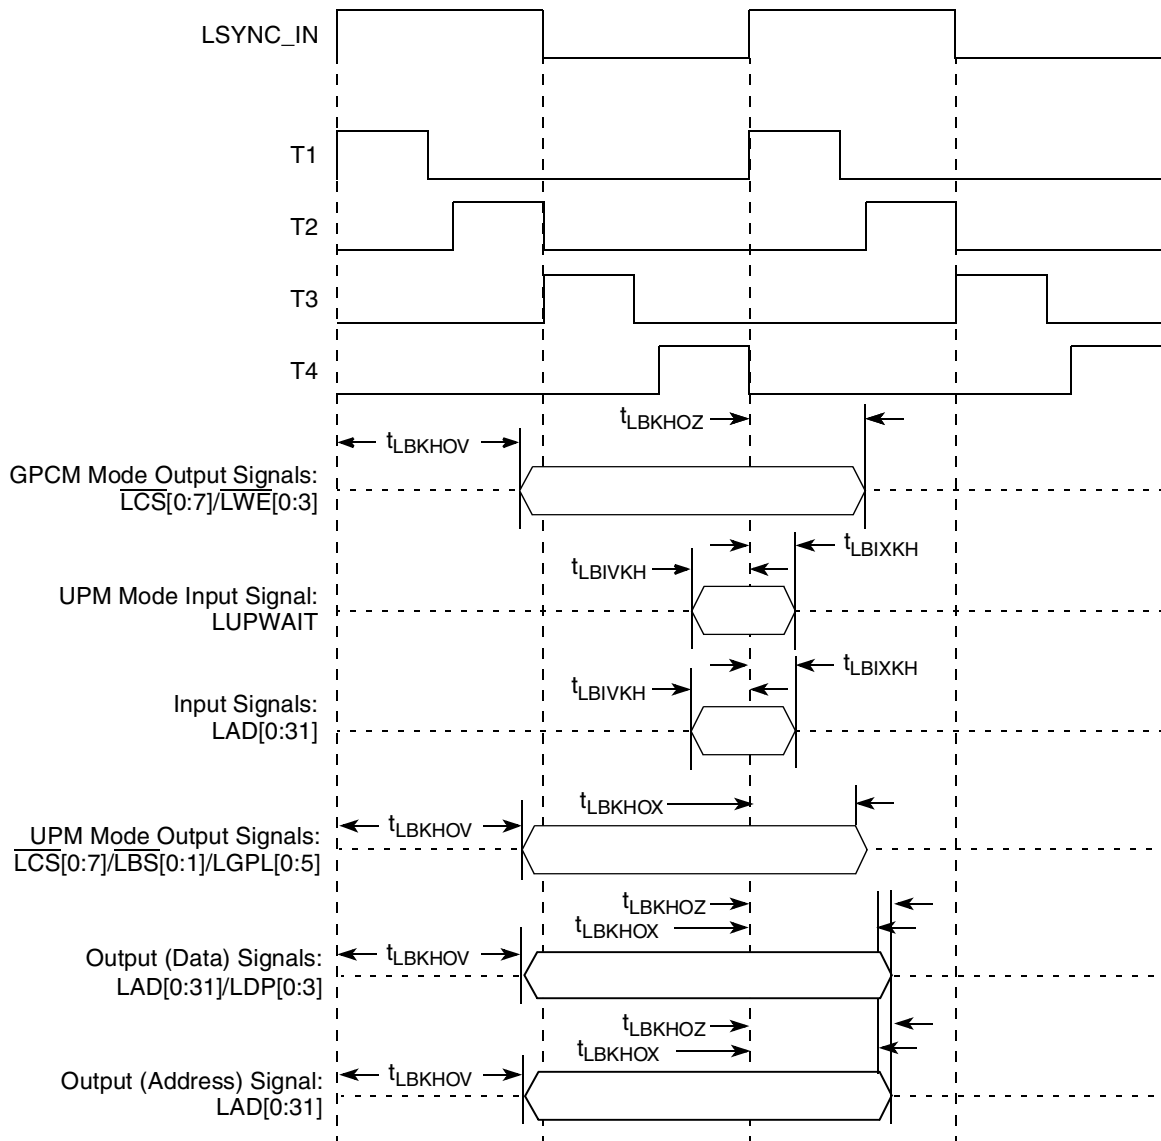 LSYNC_IN
T1
T2
T3
T4
tLBKHOZ
tLBKHOV
GPCM Mode Output Signals:
LCS[0:7]/LWE[0:3]
tLBIXKH
tLBIVKH
UPM Mode Input Signal:
LUPWAIT
tLBIXKH
tLBIVKH
Input Signals:
LAD[0:31]
tLBKHOX
tLBKHOV
UPM Mode Output Signals:
LCS[0:7]/LBS[0:1]/LGPL[0:5]
tLBKHOZ
tLBKHOX
tLBKHOV
Output (Data) Signals:
LAD[0:31]/LDP[0:3]
tLBKHOZ
tLBKHOX
tLBKHOV
Output (Address) Signal:
LAD[0:31]